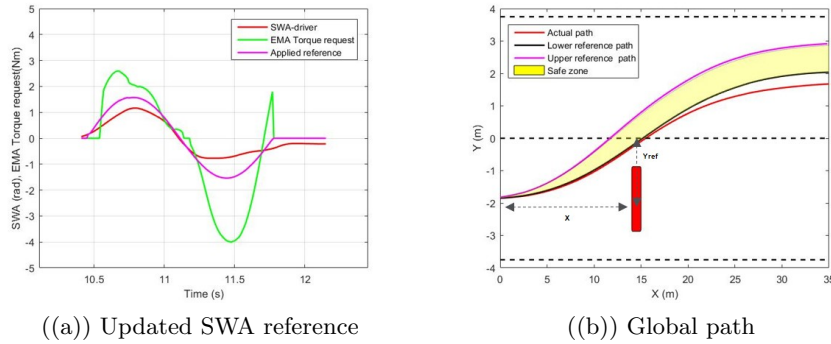 5
4
3
2
1
0
-1
-2
-3
-4
-5
SWA (rad), EMA Torque request(Nm)
SWA-driver
EMA Torque request
Applied reference
10.5 11 11.5 12
Time (s)
((a)) Updated SWA reference
4
3
2
1
0
-1
-2
-3
-4
Y (m)
Actual path
Lower reference path
Upper reference path
Safe zone
Yref
x
0 5 10 15 20 25 30 35
X (m)
((b)) Global path